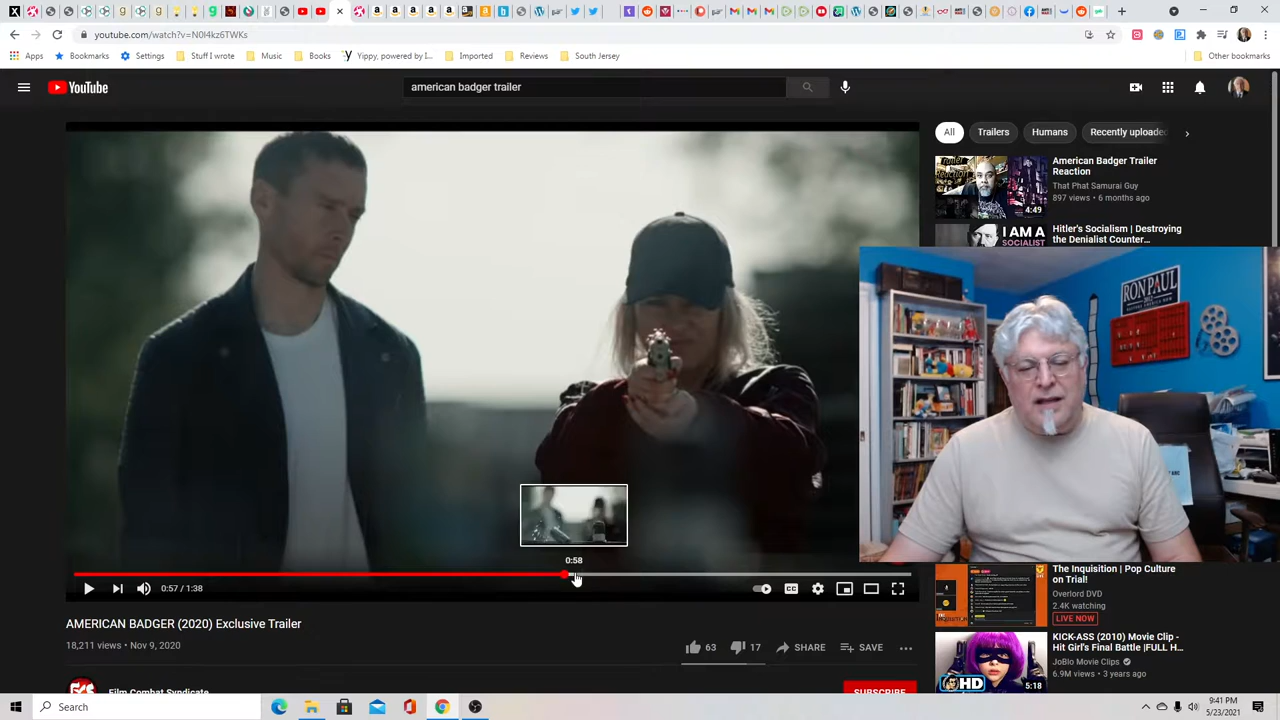 youtube.com/watch?v=N0I4kz6TWKs
Apps
Bookmarks
Settings
Stuff I wrote
Music
Books
Yippy, powered by I...
Imported
Reviews
South Jersey
Other bookmarks
YouTube
american badger trailer
All
Trailers
Humans
Recently uploaded
American Badger Trailer
Reaction
That Phat Samurai Guy
897 views • 6 months ago
4:49
Hitler's Socialism | Destroying
the Denialist Counter...
I AM A
SOCIALIST
RON PAUL
0:58
0:57 / 1:38
CC
AMERICAN BADGER (2020) Exclusive Trailer
18,211 views • Nov 9, 2020
63
17
SHARE
SAVE
Film Combat Syndicate
SUBSCRIBE
The Inquisition | Pop Culture
on Trial!
Overlord DVD
2.4K watching
LIVE NOW
KICK-ASS (2010) Movie Clip -
Hit Girl's Final Battle |FULL H...
JoBlo Movie Clips
6.9M views • 3 years ago
HD
5:18
Search
9:41 PM
5/23/2021